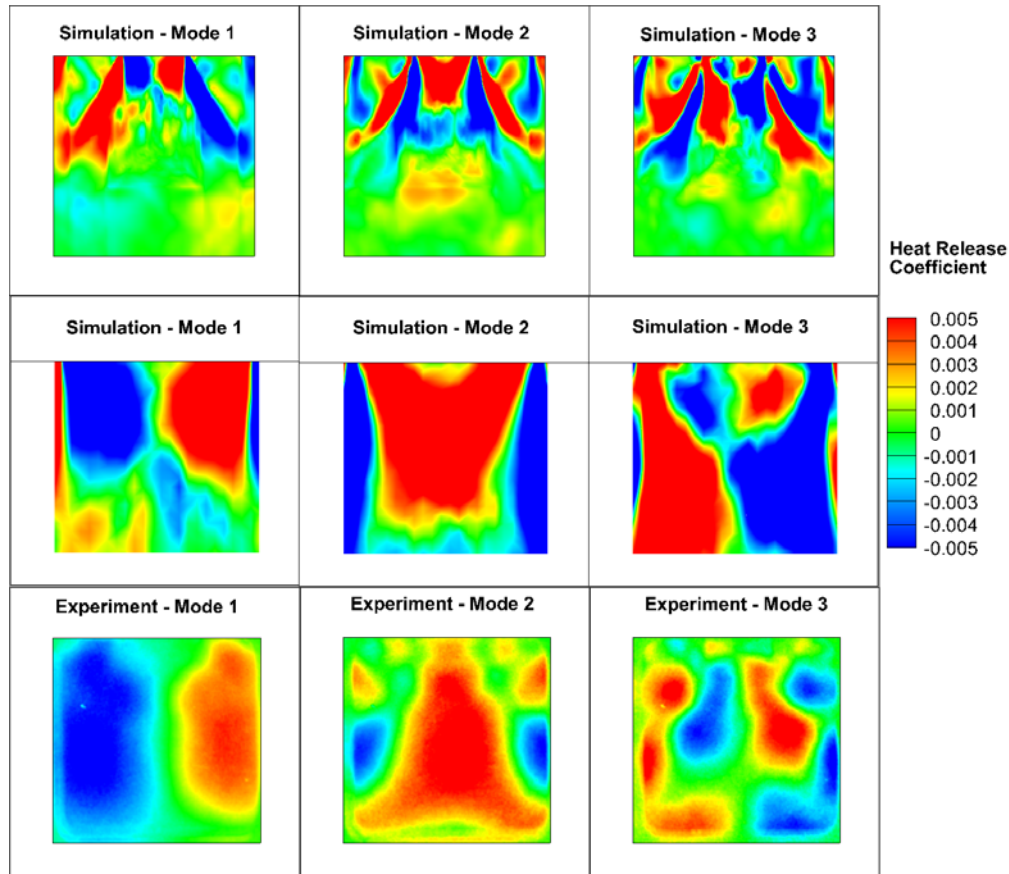 Simulation - Mode 1
Simulation - Mode 2
Simulation - Mode 3
Simulation - Mode 1
Simulation - Mode 2
Simulation - Mode 3
Experiment - Mode 1
Experiment - Mode 2
Experiment - Mode 3
Heat Release
Coefficient
0.005
0.004
0.003
0.002
0.001
0
-0.001
-0.003
-0.004
-0.005